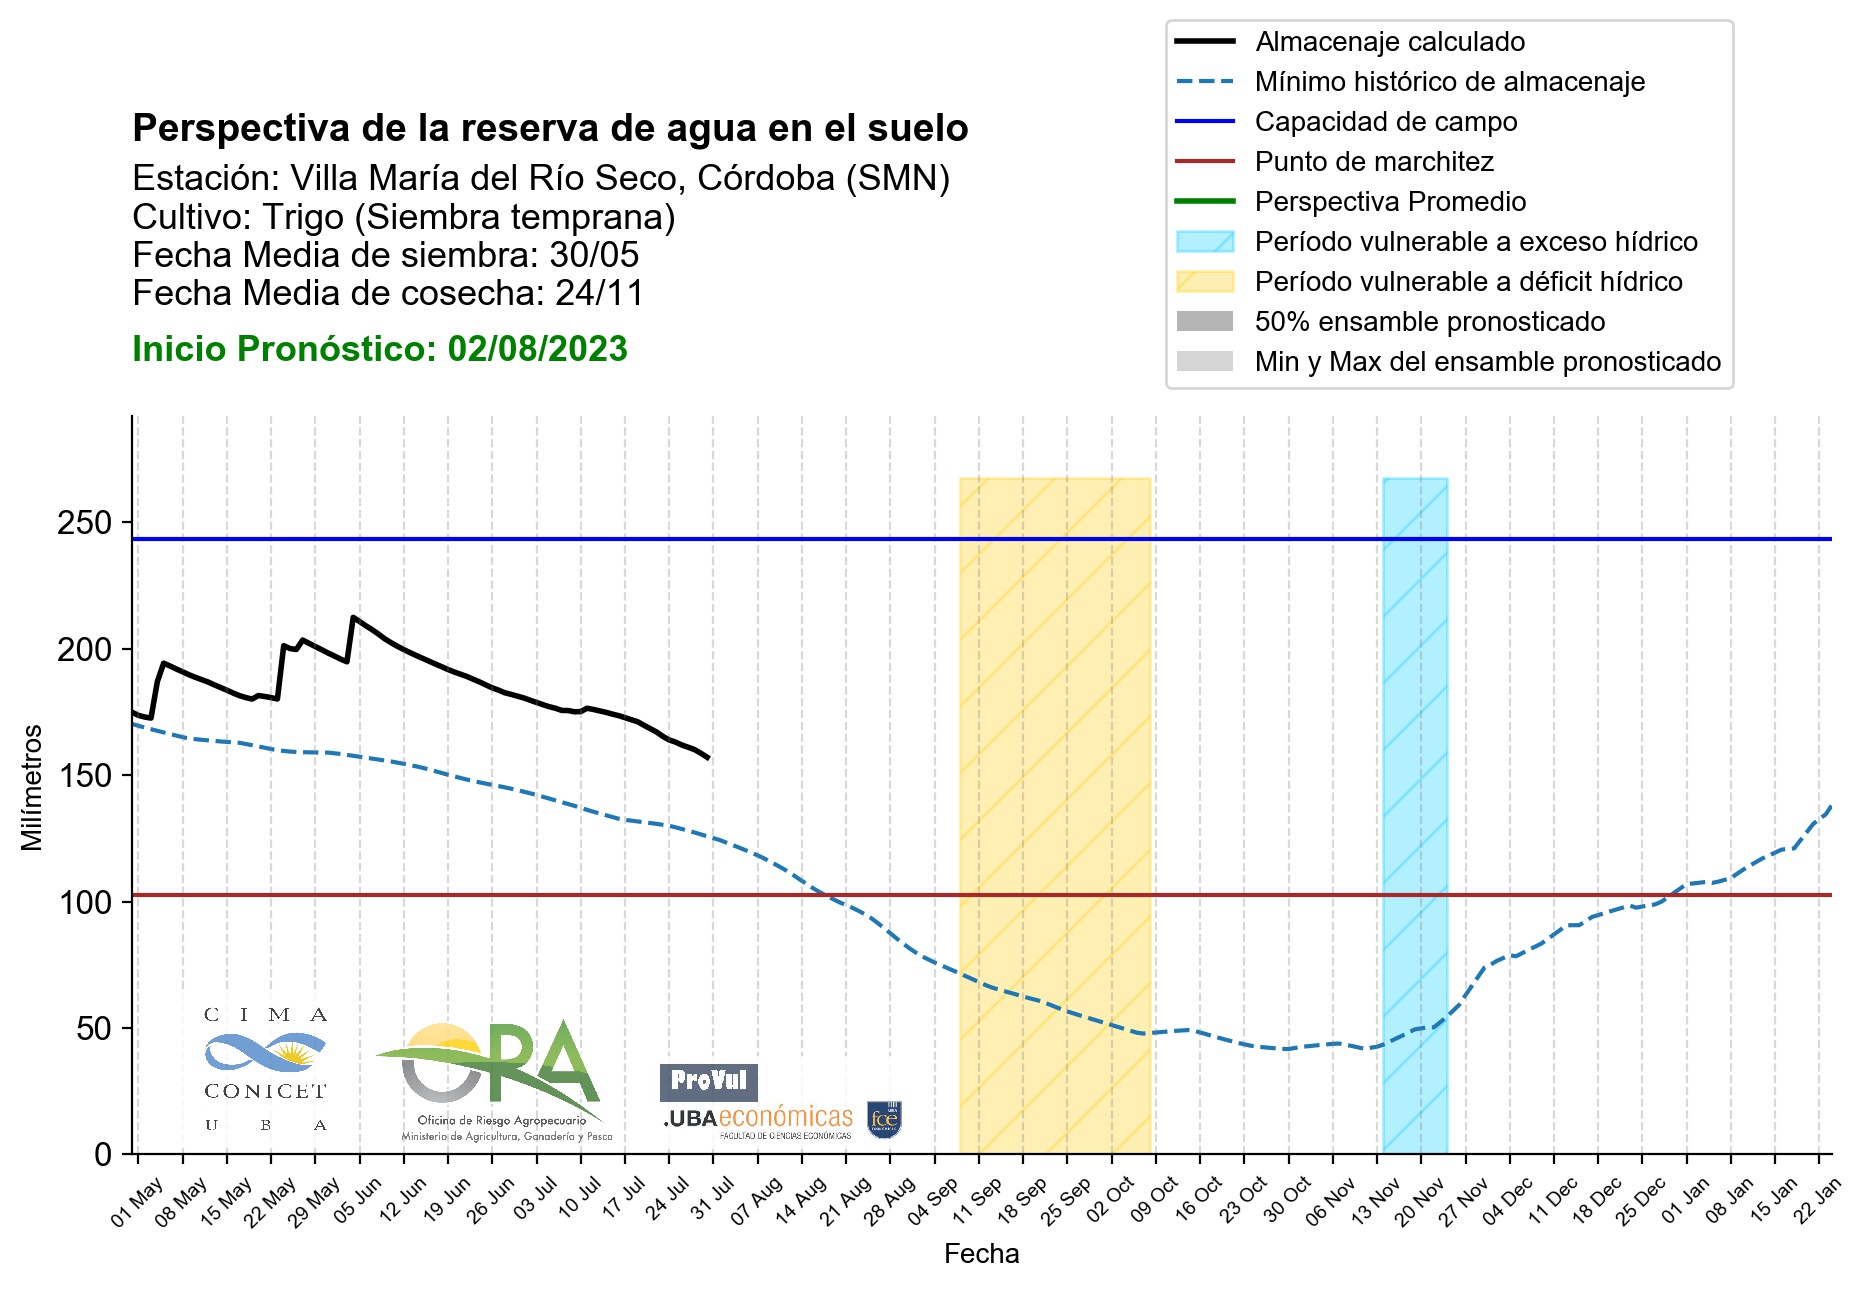 Almacenaje calculado
Mínimo histórico de almacenaje
Capacidad de campo
Punto de marchitez
Perspectiva Promedio
Período vulnerable a exceso hídrico
Período vulnerable a déficit hídrico
50% ensamble pronosticado
Min y Max del ensamble pronosticado
Perspectiva de la reserva de agua en el suelo
Estación: Villa María del Río Seco, Córdoba (SMN)
Cultivo: Trigo (Siembra temprana)
Fecha Media de siembra: 30/05
Fecha Media de cosecha: 24/11
Inicio Pronóstico: 02/08/2023
250
200
150
100
50
0
Milímetros
CIMA
CONICET
UBA
ORA
Oficina de Riesgo Agropecuario
Ministerio de Agricultura, Ganadería y Pesca
ProVul
.UBAeconómicas
FACULTAD DE CIENCIAS ECONÓMICAS
fce
01 May
08 May
15 May
22 May
29 May
05 Jun
12 Jun
19 Jun
26 Jun
03 Jul
10 Jul
17 Jul
24 Jul
31 Jul
07 Aug
14 Aug
21 Aug
28 Aug
04 Sep
11 Sep
18 Sep
25 Sep
02 Oct
09 Oct
16 Oct
23 Oct
30 Oct
06 Nov
13 Nov
20 Nov
27 Nov
04 Dec
11 Dec
18 Dec
25 Dec
01 Jan
08 Jan
15 Jan
22 Jan
Fecha